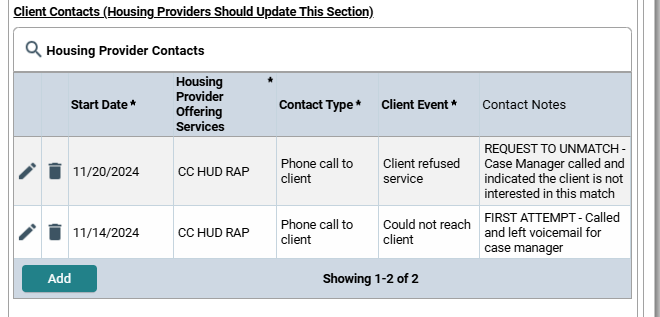 Client Contacts (Housing Providers Should Update This Section)
Housing Provider Contacts
Start Date *
Housing *
Provider
Offering
Services
Contact Type *
Client Event *
Contact Notes
11/20/2024
CC HUD RAP
Phone call to
client
Client refused
service
REQUEST TO UNMATCH -
Case Manager called and
indicated the client is not
interested in this match
11/14/2024
CC HUD RAP
Phone call to
client
Could not reach
client
FIRST ATTEMPT - Called
and left voicemail for
case manager
Add
Showing 1-2 of 2